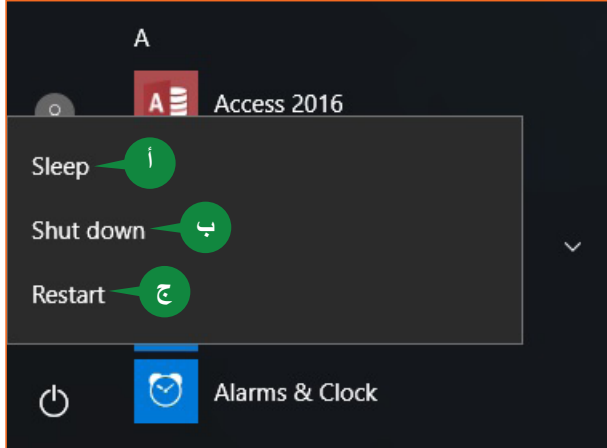 A
Access 2016
Sleep أ
Shut down ب
Restart ج
Alarms & Clock